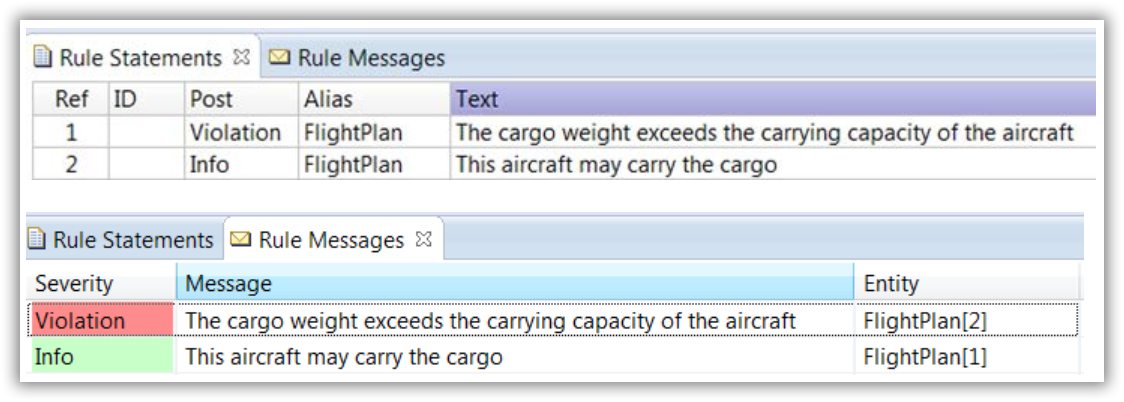 Rule Statements Rule Messages
Ref ID Post Alias Text
1 Violation FlightPlan The cargo weight exceeds the carrying capacity of the aircraft
2 Info FlightPlan This aircraft may carry the cargo
Rule Statements Rule Messages
Severity Message Entity
Violation The cargo weight exceeds the carrying capacity of the aircraft FlightPlan[2]
Info This aircraft may carry the cargo FlightPlan[1]